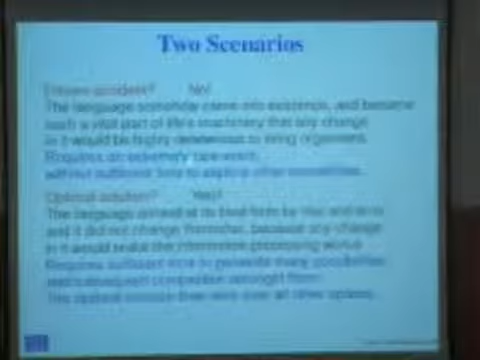 Two Scenarios
Frozen accident? No!
The language somehow came into existence, and became
such a vital part of life's machinery that any change
in it would be highly deleterious to living organisms.
Requires an extremely rare event,
without sufficient time to explore other possibilities.
Optimal solution? Yes!
The language arrived at its best form by trial and error
and it did not change thereafter, because any change
in it would make the information processing worse.
Requires sufficient time to generate many possibilities
and subsequent competition amongst them.
The optimal solution then wins over all other options.